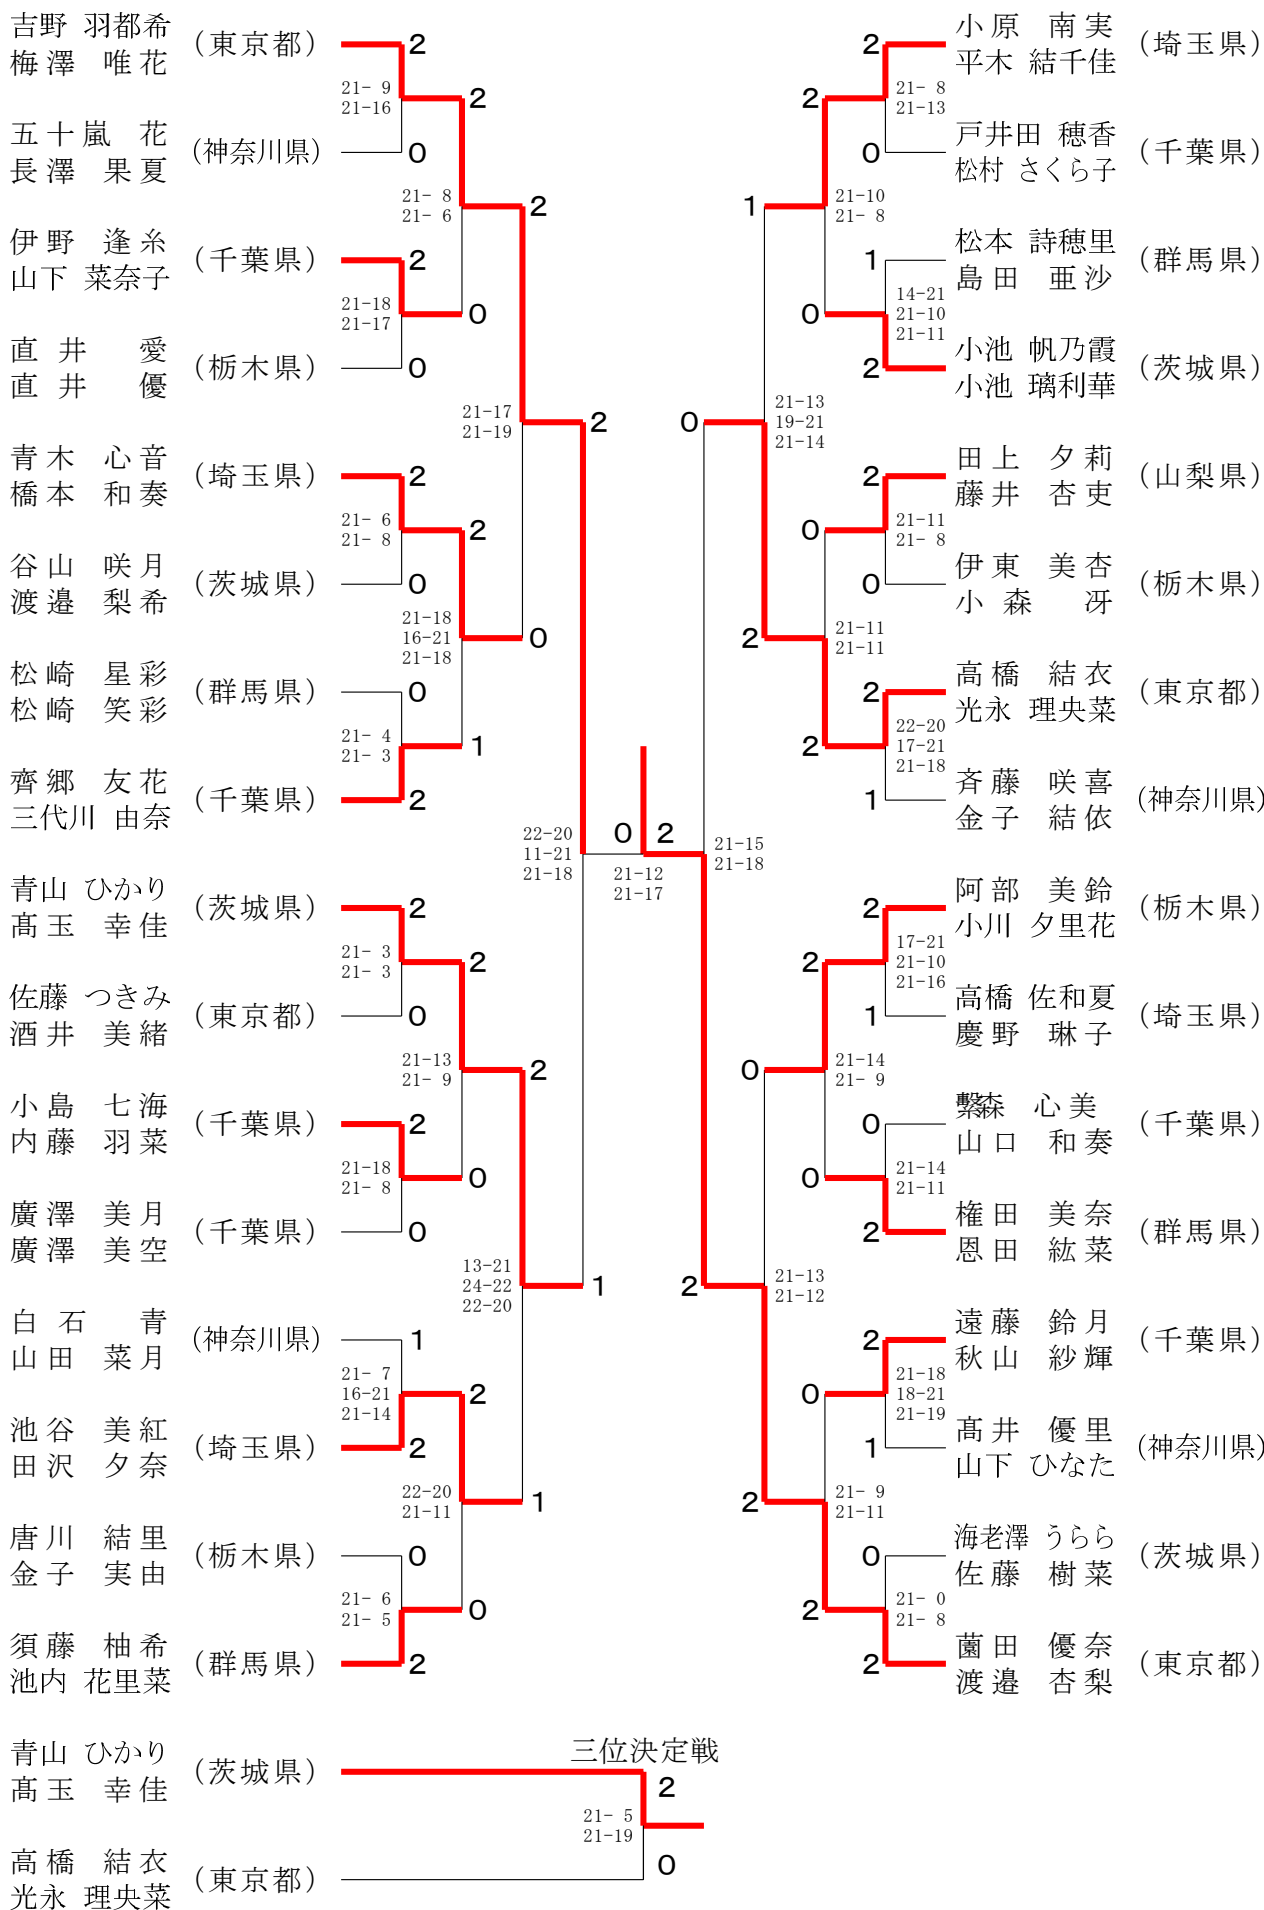 吉野 羽都希
梅澤 唯花
(東京都)
2
21- 9
21-16
2
五十嵐 花
長澤 果夏
(神奈川県)
0
21- 8
21- 6
2
伊野 逢糸
山下 菜奈子
(千葉県)
2
21-18
21-17
0
直井 愛
直井 優
(栃木県)
0
21-17
21-19
2
青木 心音
橋本 和奏
(埼玉県)
2
21- 6
21- 8
2
谷山 咲月
渡邉 梨希
(茨城県)
0
21-18
16-21
21-18
0
松崎 星彩
松崎 笑彩
(群馬県)
0
21- 4
21- 3
1
齊郷 友花
三代川 由奈
(千葉県)
2
22-20
11-21
21-18
青山 ひかり
髙玉 幸佳
(茨城県)
2
21- 3
21- 3
2
佐藤 つきみ
酒井 美緒
(東京都)
0
21-13
21- 9
2
小島 七海
内藤 羽菜
(千葉県)
2
21-18
21- 8
0
廣澤 美月
廣澤 美空
(千葉県)
0
13-21
24-22
22-20
1
白石 青
山田 菜月
(神奈川県)
1
21- 7
16-21
21-14
2
池谷 美紅
田沢 夕奈
(埼玉県)
2
22-20
21-11
1
唐川 結里
金子 実由
(栃木県)
0
21- 6
21- 5
0
須藤 柚希
池内 花里菜
(群馬県)
2
0
2
21-12
21-17
小原 南実
平木 結千佳
(埼玉県)
2
21- 8
21-13
2
戸井田 穂香
松村 さくら子
(千葉県)
0
21-10
21- 8
1
松本 詩穂里
島田 亜沙
(群馬県)
1
14-21
21-10
21-11
0
小池 帆乃霞
小池 璃利華
(茨城県)
2
21-13
19-21
21-14
0
田上 夕莉
藤井 杏吏
(山梨県)
2
21-11
21- 8
0
伊東 美杏
小森 冴
(栃木県)
0
21-11
21-11
2
高橋 結衣
光永 理央菜
(東京都)
2
22-20
17-21
21-18
2
斉藤 咲喜
金子 結依
(神奈川県)
1
21-15
21-18
阿部 美鈴
小川 夕里花
(栃木県)
2
17-21
21-10
21-16
2
高橋 佐和夏
慶野 琳子
(埼玉県)
1
21-14
21- 9
0
繫森 心美
山口 和奏
(千葉県)
0
21-14
21-11
0
権田 美奈
恩田 紘菜
(群馬県)
2
21-13
21-12
2
遠藤 鈴月
秋山 紗輝
(千葉県)
2
21-18
18-21
21-19
0
髙井 優里
山下 ひなた
(神奈川県)
1
21- 9
21-11
2
海老澤 うらら
佐藤 樹菜
(茨城県)
0
21- 0
21- 8
2
薗田 優奈
渡邉 杏梨
(東京都)
2
三位決定戦
青山 ひかり
髙玉 幸佳
(茨城県)
2
21- 5
21-19
高橋 結衣
光永 理央菜
(東京都)
0